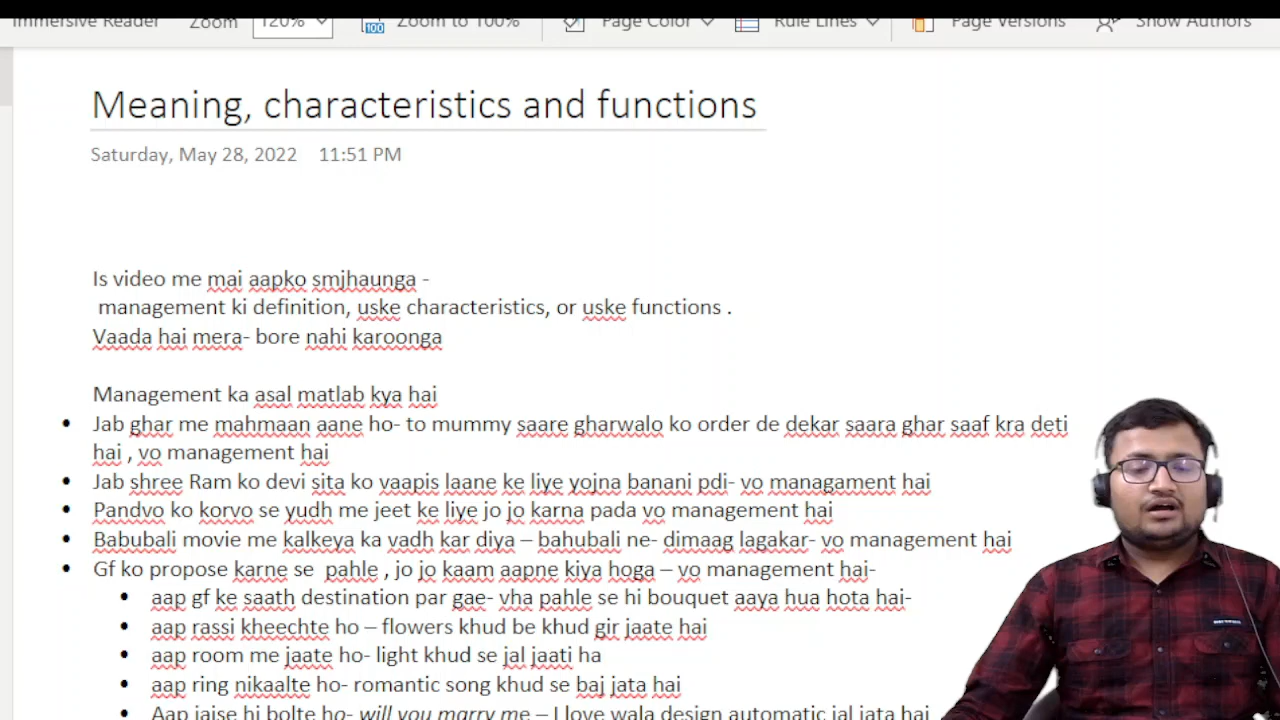 Immersive Reader Zoom 120% Zoom to 100% Page Color Rule Lines Page Versions Show Authors
100
Meaning, characteristics and functions
Saturday, May 28, 2022 11:51 PM
Is video me mai aapko smjhaunga -
management ki definition, uske characteristics, or uske functions .
Vaada hai mera- bore nahi karoonga
Management ka asal matlab kya hai
• Jab ghar me mahmaan aane ho- to mummy saare gharwalo ko order de dekar saara ghar saaf kra deti
hai , vo management hai
• Jab shree Ram ko devi sita ko vaapis laane ke liye yojna banani pdi- vo managament hai
• Pandvo ko korvo se yudh me jeet ke liye jo jo karna pada vo management hai
• Babubali movie me kalkeya ka vadh kar diya – bahubali ne- dimaag lagakar- vo management hai
• Gf ko propose karne se pahle , jo jo kaam aapne kiya hoga – vo management hai-
• aap gf ke saath destination par gae- vha pahle se hi bouquet aaya hua hota hai-
• aap rassi kheechte ho – flowers khud be khud gir jaate hai
• aap room me jaate ho- light khud se jal jaati ha
• aap ring nikaalte ho- romantic song khud se baj jata hai
• Aap jaise hi bolte ho- will you marry me – I love wala design automatic jal jata hai